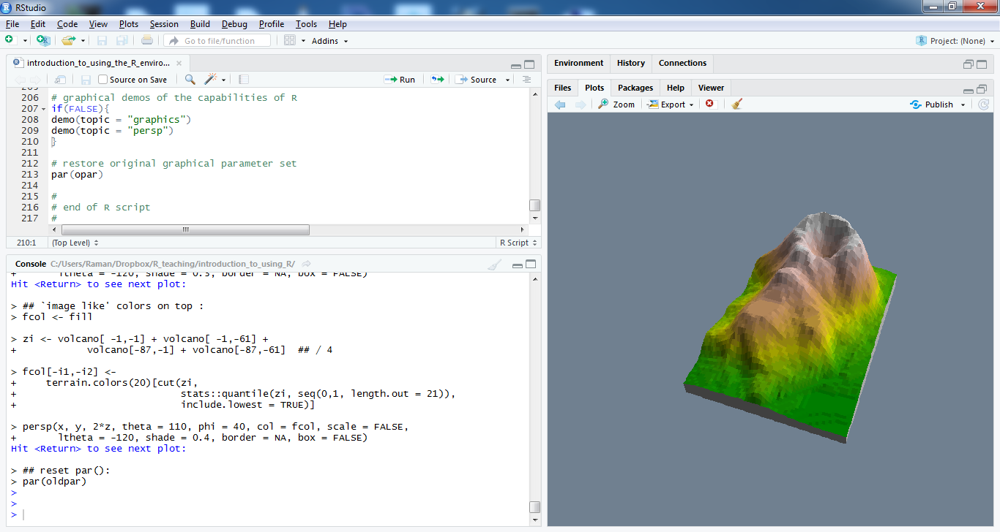 RStudio
File Edit Code View Plots Session Build Debug Profile Tools Help
Go to file/function Addins Project: (None)
introduction_to_using_the_R_enviro...
Source on Save Run Source
206 # graphical demos of the capabilities of R
207 if(FALSE){
208 demo(topic = "graphics")
209 demo(topic = "persp")
210 }
211
212 # restore original graphical parameter set
213 par(opar)
214
215 #
216 # end of R script
217 #
210:1 (Top Level) R Script
Console C:/Users/Raman/Dropbox/R_teaching/introduction_to_using_R/
+ ltheta = -120, shade = 0.3, border = NA, box = FALSE)
Hit <Return> to see next plot:
> ## `image like' colors on top :
> fcol <- fill
> zi <- volcano[ -1,-1] + volcano[ -1,-61] +
+ volcano[-87,-1] + volcano[-87,-61] ## / 4
> fcol[-i1,-i2] <-
+ terrain.colors(20)[cut(zi,
+ stats::quantile(zi, seq(0,1, length.out = 21)),
+ include.lowest = TRUE)]
> persp(x, y, 2*z, theta = 110, phi = 40, col = fcol, scale = FALSE,
+ ltheta = -120, shade = 0.4, border = NA, box = FALSE)
Hit <Return> to see next plot:
> ## reset par():
> par(oldpar)
>
>
>
Environment History Connections
Files Plots Packages Help Viewer
Zoom Export Publish